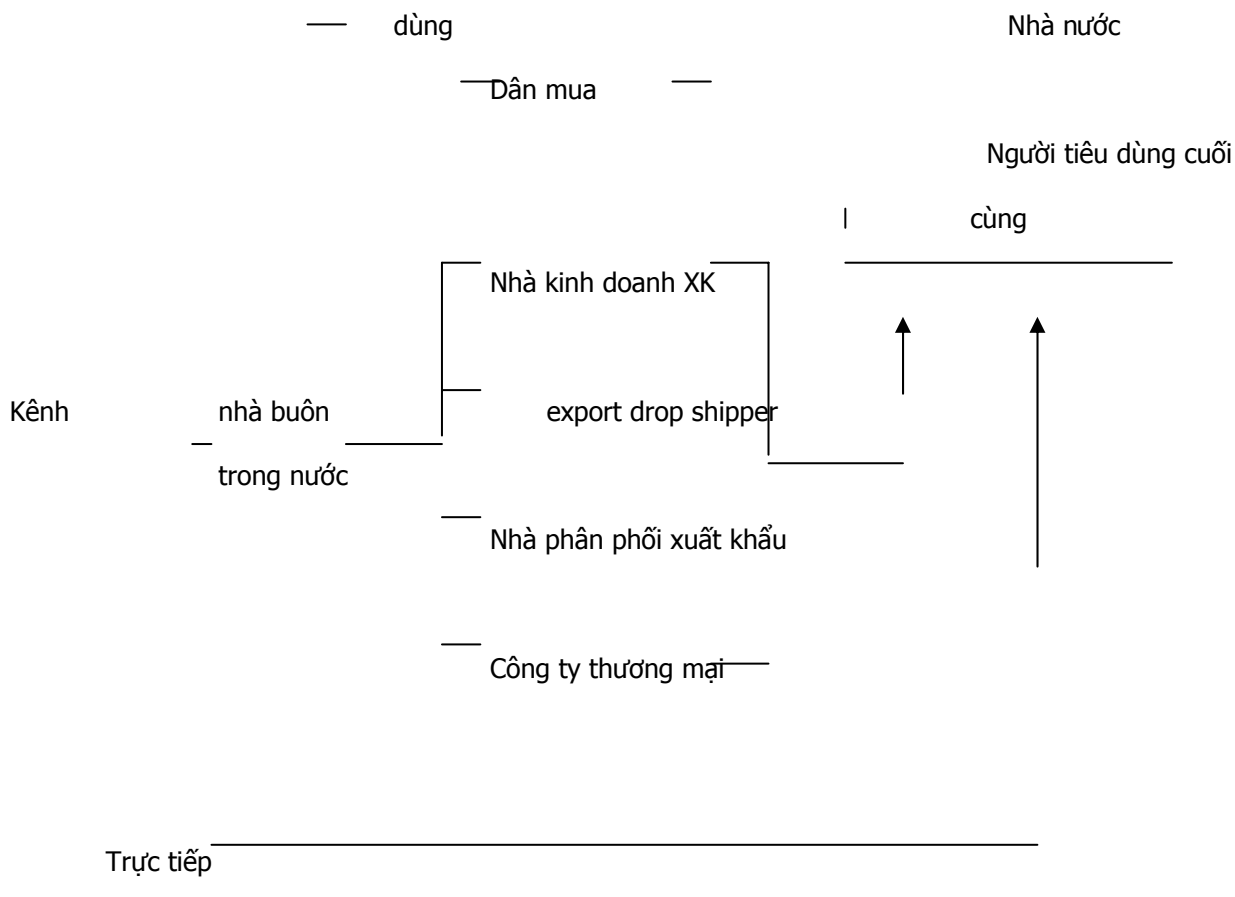 dùng Nhà nước
Dân mua
Người tiêu dùng cuối
cùng
Nhà kinh doanh XK
Kênh nhà buôn export drop shipper
trong nước
Nhà phân phối xuất khẩu
Công ty thương mại
Trực tiếp